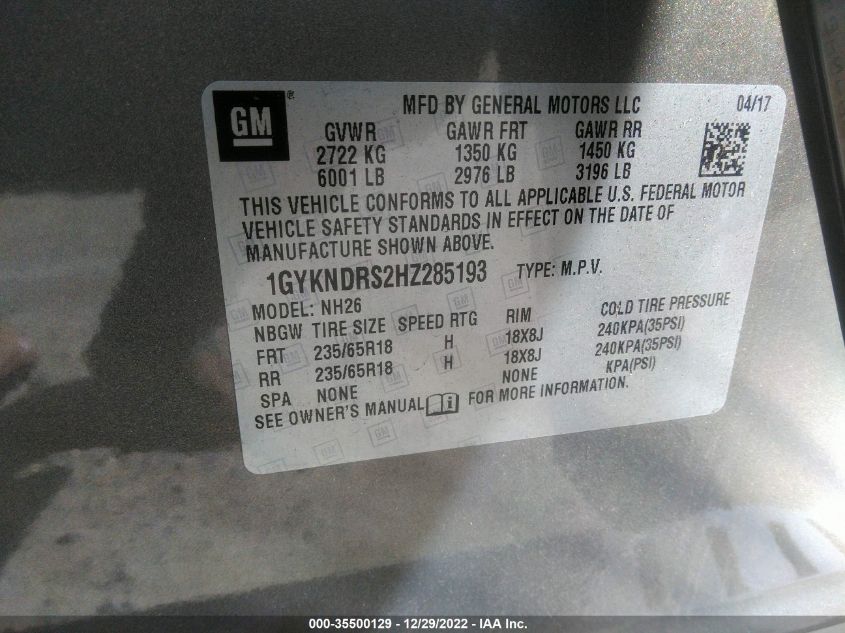 GM ® MFD BY GENERAL MOTORS LLC 04/17
GVWR GAWR FRT GAWR RR
2722 KG 1350 KG 1450 KG
6001 LB 2976 LB 3196 LB
THIS VEHICLE CONFORMS TO ALL APPLICABLE U.S. FEDERAL MOTOR
VEHICLE SAFETY STANDARDS IN EFFECT ON THE DATE OF
MANUFACTURE SHOWN ABOVE.
1GYKNDRS2HZ285193 TYPE: M.P.V.
MODEL: NH26
NBGW TIRE SIZE SPEED RTG RIM COLD TIRE PRESSURE
FRT 235/65R18 H 18X8J 240KPA(35PSI)
RR 235/65R18 H 18X8J 240KPA(35PSI)
SPA NONE NONE KPA(PSI)
SEE OWNER'S MANUAL FOR MORE INFORMATION.
000-35500129 - 12/29/2022 - IAA Inc.